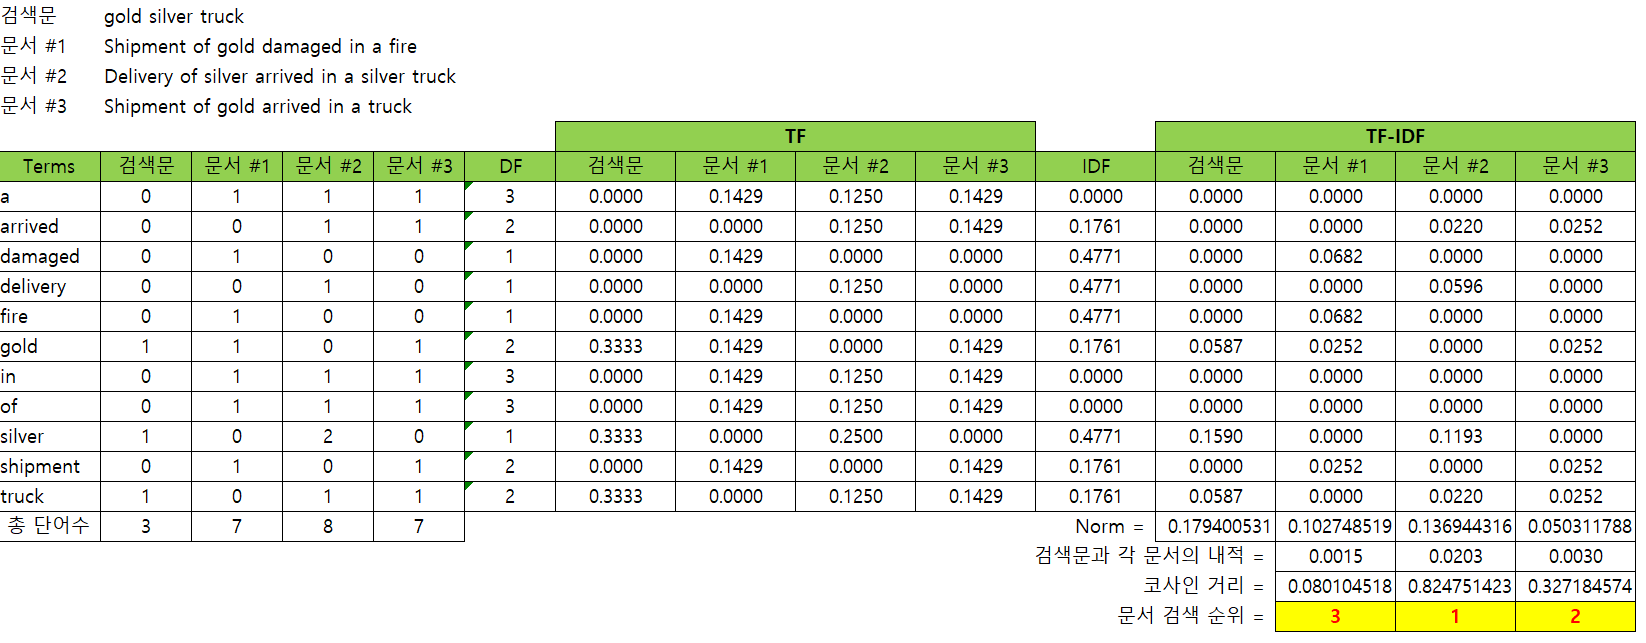 검색문 gold silver truck
문서 #1 Shipment of gold damaged in a fire
문서 #2 Delivery of silver arrived in a silver truck
문서 #3 Shipment of gold arrived in a truck
TF TF-IDF
Terms 검색문 문서 #1 문서 #2 문서 #3 DF 검색문 문서 #1 문서 #2 문서 #3 IDF 검색문 문서 #1 문서 #2 문서 #3
a 0 1 1 1 3 0.0000 0.1429 0.1250 0.1429 0.0000 0.0000 0.0000 0.0000 0.0000
arrived 0 0 1 1 2 0.0000 0.0000 0.1250 0.1429 0.1761 0.0000 0.0000 0.0220 0.0252
damaged 0 1 0 0 1 0.0000 0.1429 0.0000 0.0000 0.4771 0.0000 0.0682 0.0000 0.0000
delivery 0 0 1 0 1 0.0000 0.0000 0.1250 0.0000 0.4771 0.0000 0.0000 0.0596 0.0000
fire 0 1 0 0 1 0.0000 0.1429 0.0000 0.0000 0.4771 0.0000 0.0682 0.0000 0.0000
gold 1 1 0 1 2 0.3333 0.1429 0.0000 0.1429 0.1761 0.0587 0.0252 0.0000 0.0252
in 0 1 1 1 3 0.0000 0.1429 0.1250 0.1429 0.0000 0.0000 0.0000 0.0000 0.0000
of 0 1 1 1 3 0.0000 0.1429 0.1250 0.1429 0.0000 0.0000 0.0000 0.0000 0.0000
silver 1 0 2 0 1 0.3333 0.0000 0.2500 0.0000 0.4771 0.1590 0.0000 0.1193 0.0000
shipment 0 1 0 1 2 0.0000 0.1429 0.0000 0.1429 0.1761 0.0000 0.0252 0.0000 0.0252
truck 1 0 1 1 2 0.3333 0.0000 0.1250 0.1429 0.1761 0.0587 0.0000 0.0220 0.0252
총 단어수 3 7 8 7 Norm = 0.179400531 0.102748519 0.136944316 0.050311788
검색문과 각 문서의 내적 = 0.0015 0.0203 0.0030
코사인 거리 = 0.080104518 0.824751423 0.327184574
문서 검색 순위 = 3 1 2